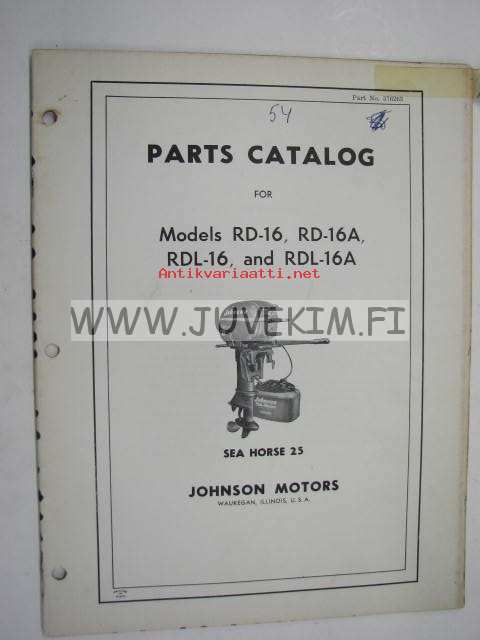 Part No. 376263
54
PARTS CATALOG
FOR
Models RD-16, RD-16A,
RDL-16, and RDL-16A
Antikvariaatti.net
WWW.JUVEKIM.FI
Johnson
SEA HORSE 25
JOHNSON MOTORS
WAUKEGAN, ILLINOIS, U.S.A.